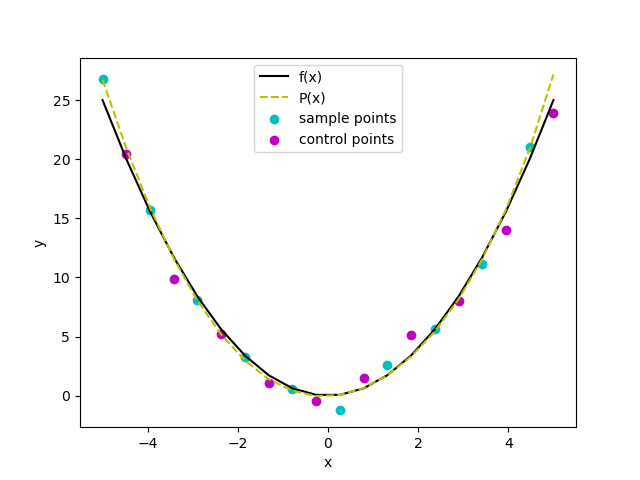 f(x)
P(x)
sample points
control points
25
20
15
10
5
0
y
−4
−2
0
2
4
x